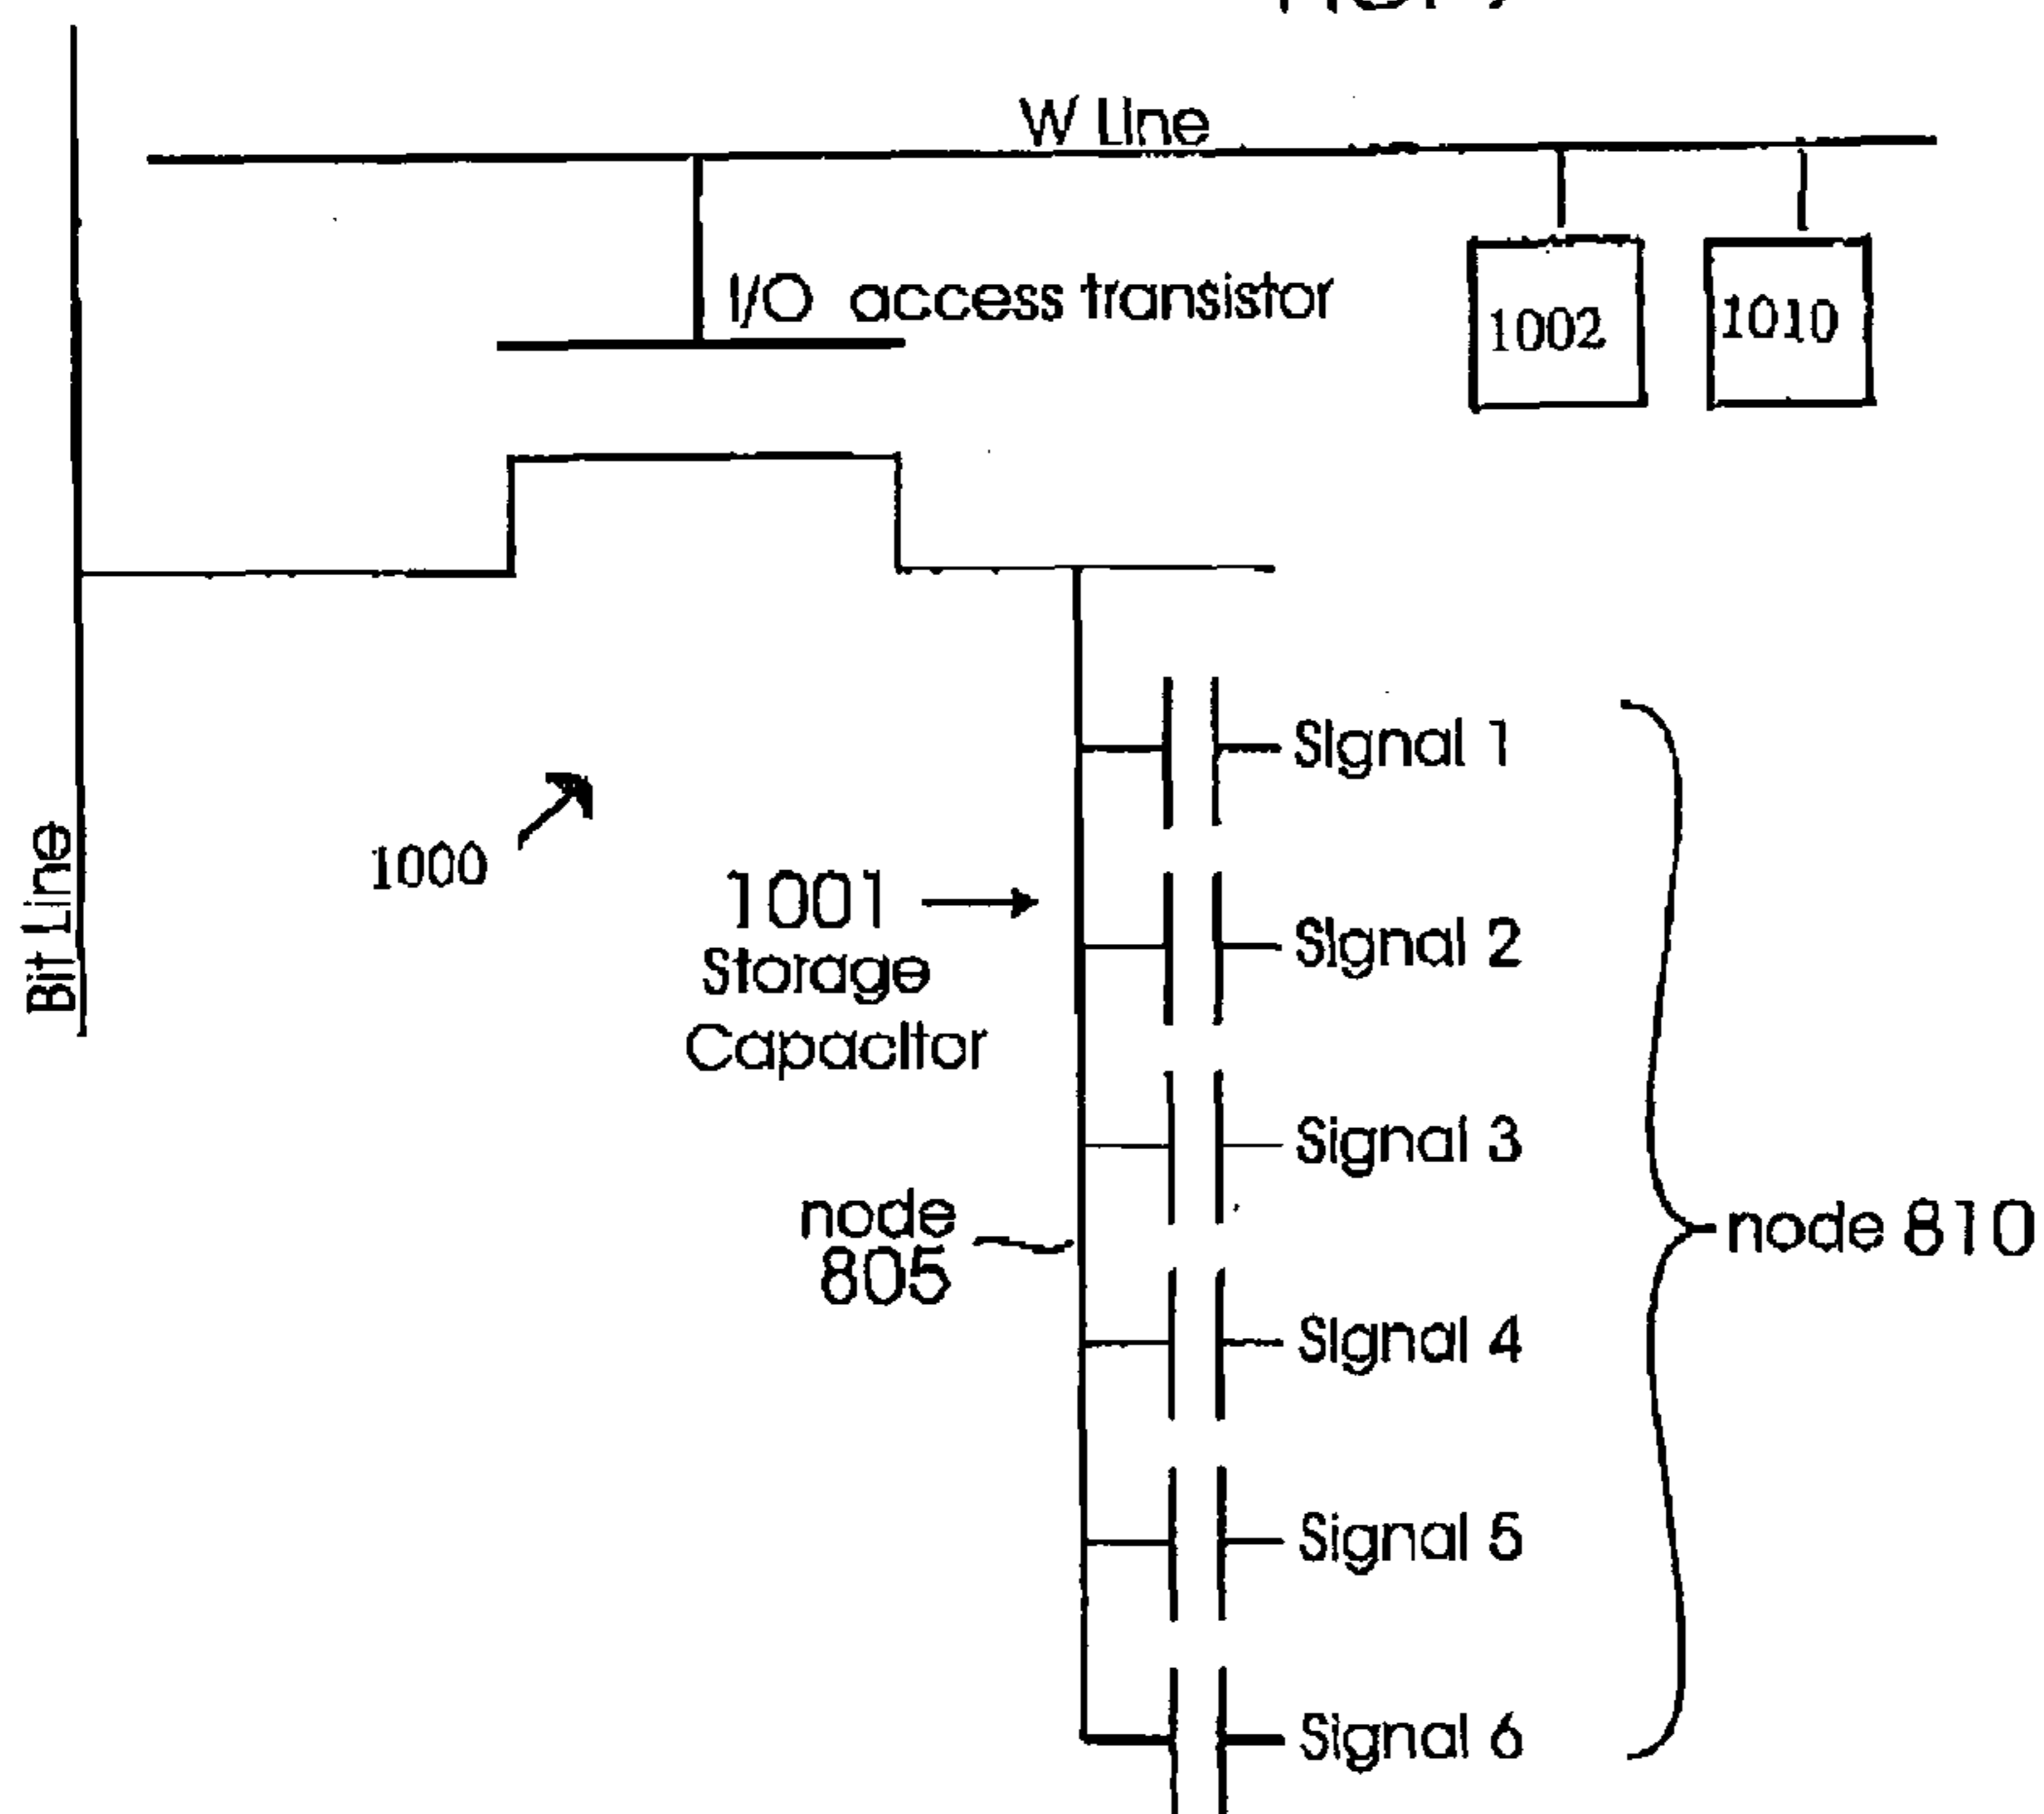 W Line
I/O access transistor
1002
1010
Signal 1
1000
Bit Line
1001
Storage
Capacitor
Signal 2
Signal 3
node
805
node 810
Signal 4
Signal 5
Signal 6